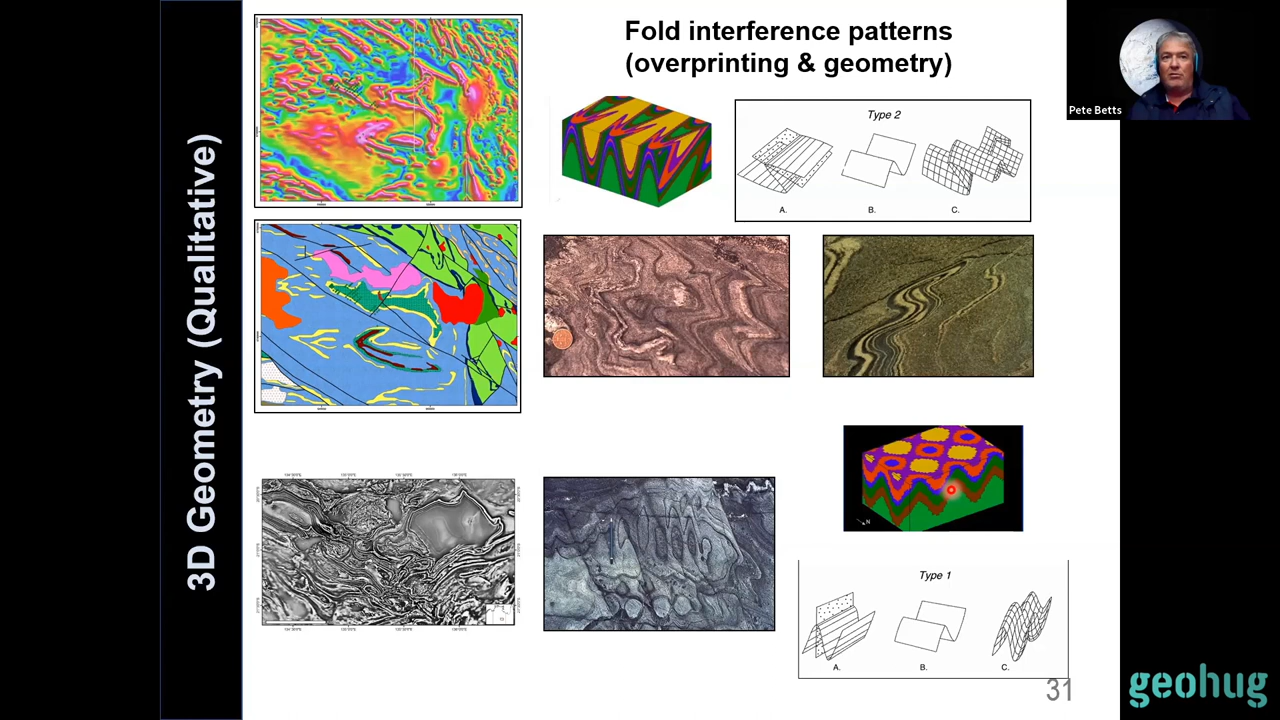 3D Geometry (Qualitative)
Fold interference patterns
(overprinting & geometry)
Pete Betts
Type 2
A. B. C.
N
Type 1
A. B. C.
31
geohug